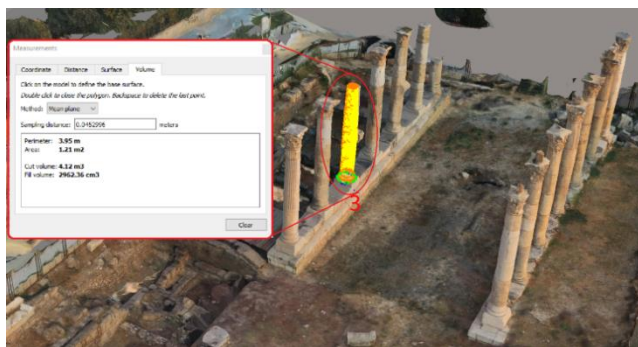 Measurements
Coordinate Distance Surface Volume
Click on the model to define the base surface.
Double click to close the polygon. Backspace to delete the last point.
Method: Mean plane
Sampling distance: 0.0462996 meters
Perimeter: 3.95 m
Area: 1.21 m2
Cut volume: 4.12 m3
Fill volume: 2962.36 cm3
Clear
3